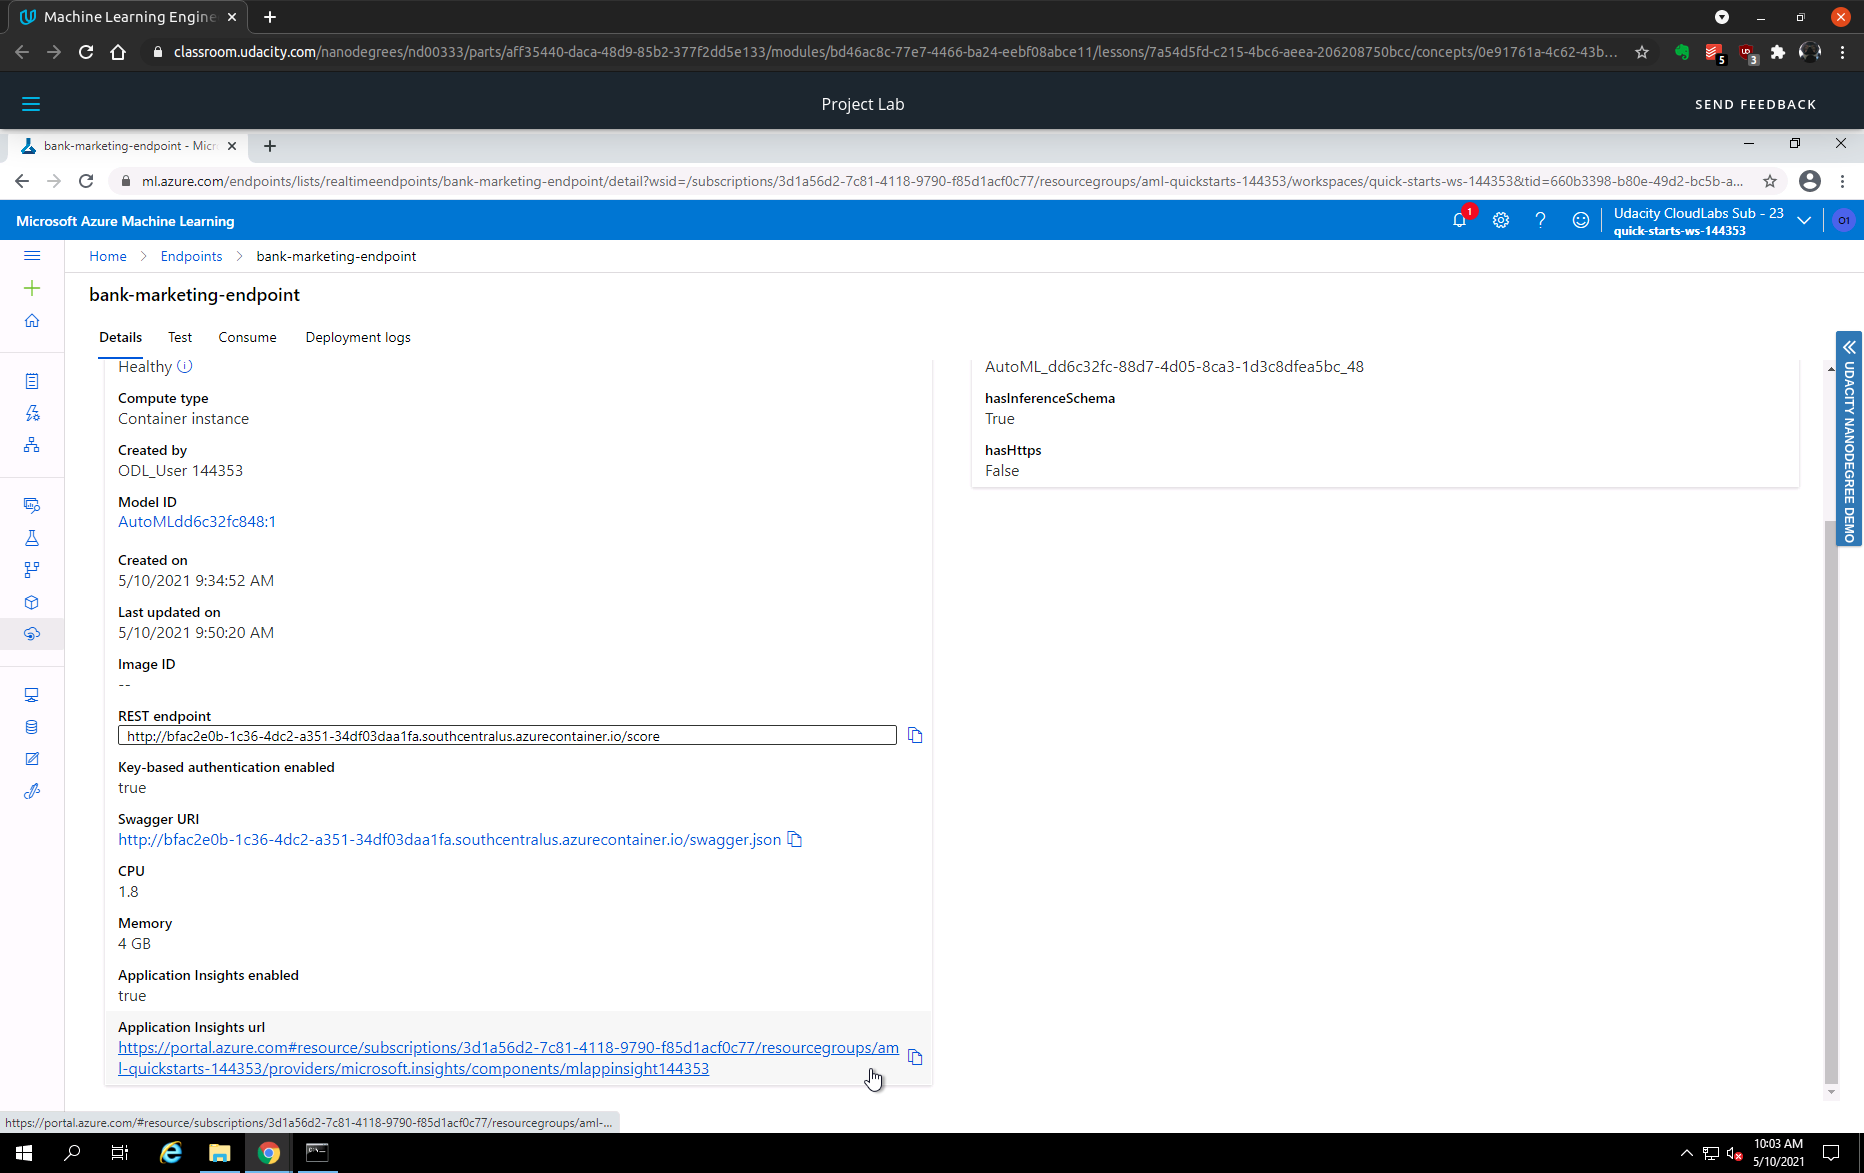 Machine Learning Engine
classroom.udacity.com/nanodegrees/nd00333/parts/aff35440-daca-48d9-85b2-377f2dd5e133/modules/bd46ac8c-77e7-4466-ba24-eebf08abce11/lessons/7a54d5fd-c215-4bc6-aeea-206208750bcc/concepts/0e91761a-4c62-43b...
5
3
Project Lab
SEND FEEDBACK
bank-marketing-endpoint - Micr
ml.azure.com/endpoints/lists/realtimeendpoints/bank-marketing-endpoint/detail?wsid=/subscriptions/3d1a56d2-7c81-4118-9790-f85d1acf0c77/resourcegroups/aml-quickstarts-144353/workspaces/quick-starts-ws-144353&tid=660b3398-b80e-49d2-bc5b-a...
Microsoft Azure Machine Learning
1
Udacity CloudLabs Sub - 23
quick-starts-ws-144353
O1
Home > Endpoints > bank-marketing-endpoint
bank-marketing-endpoint
Details Test Consume Deployment logs
Healthy
Compute type
Container instance
Created by
ODL_User 144353
Model ID
AutoMLdd6c32fc848:1
Created on
5/10/2021 9:34:52 AM
Last updated on
5/10/2021 9:50:20 AM
Image ID
--
REST endpoint
http://bfac2e0b-1c36-4dc2-a351-34df03daa1fa.southcentralus.azurecontainer.io/score
Key-based authentication enabled
true
Swagger URI
http://bfac2e0b-1c36-4dc2-a351-34df03daa1fa.southcentralus.azurecontainer.io/swagger.json
CPU
1.8
Memory
4 GB
Application Insights enabled
true
Application Insights url
https://portal.azure.com#resource/subscriptions/3d1a56d2-7c81-4118-9790-f85d1acf0c77/resourcegroups/am
l-quickstarts-144353/providers/microsoft.insights/components/mlappinsight144353
AutoML_dd6c32fc-88d7-4d05-8ca3-1d3c8dfea5bc_48
hasInferenceSchema
True
hasHttps
False
UDACITY NANODEGREE DEMO
https://portal.azure.com/#resource/subscriptions/3d1a56d2-7c81-4118-9790-f85d1acf0c77/resourcegroups/aml-...
10:03 AM
5/10/2021